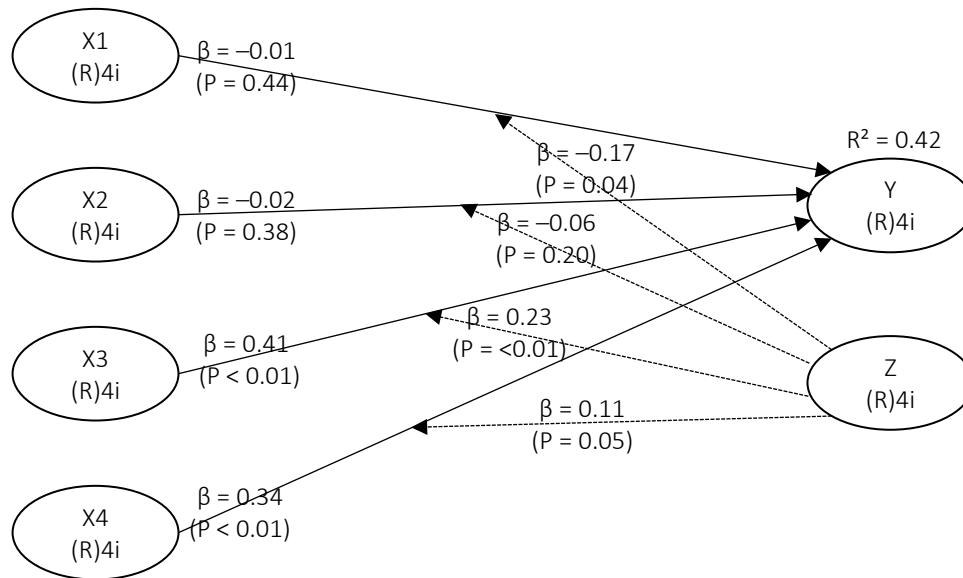 X1
(R)4i
β = –0.01
(P = 0.44)
β = –0.17
(P = 0.04)
R² = 0.42
Y
(R)4i
X2
(R)4i
β = –0.02
(P = 0.38)
β = –0.06
(P = 0.20)
X3
(R)4i
β = 0.41
(P < 0.01)
β = 0.23
(P = <0.01)
Z
(R)4i
β = 0.11
(P = 0.05)
X4
(R)4i
β = 0.34
(P < 0.01)